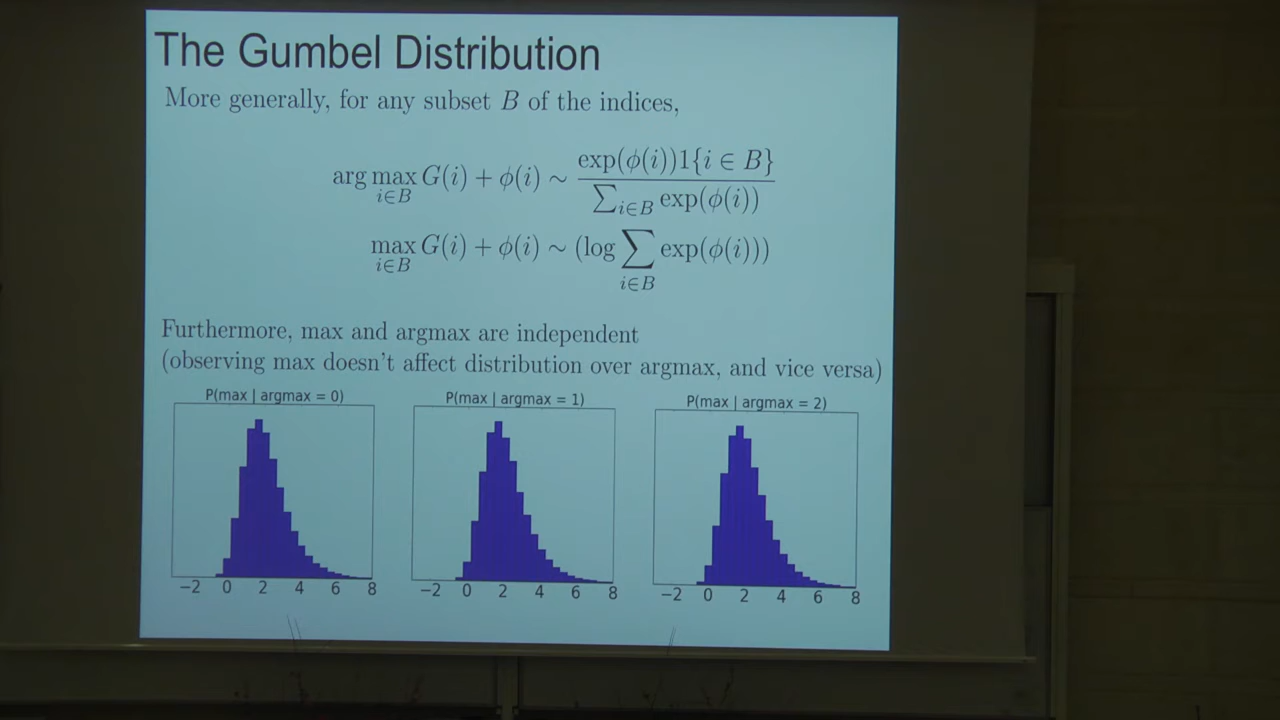 The Gumbel Distribution
More generally, for any subset B of the indices,
arg max_{i∈B} G(i) + φ(i) ∼ exp(φ(i))1{i ∈ B} / ∑_{i∈B} exp(φ(i))
max_{i∈B} G(i) + φ(i) ∼ (log ∑_{i∈B} exp(φ(i)))
Furthermore, max and argmax are independent
(observing max doesn't affect distribution over argmax, and vice versa)
P(max | argmax = 0) P(max | argmax = 1) P(max | argmax = 2)
−2 0 2 4 6 8 −2 0 2 4 6 8 −2 0 2 4 6 8